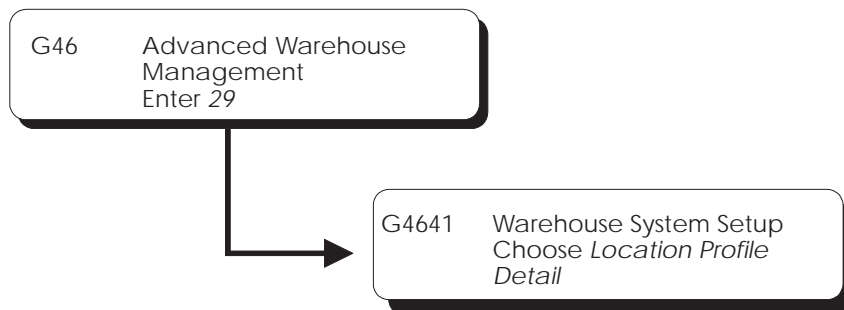 G46 Advanced Warehouse
Management
Enter 29
G4641 Warehouse System Setup
Choose Location Profile
Detail